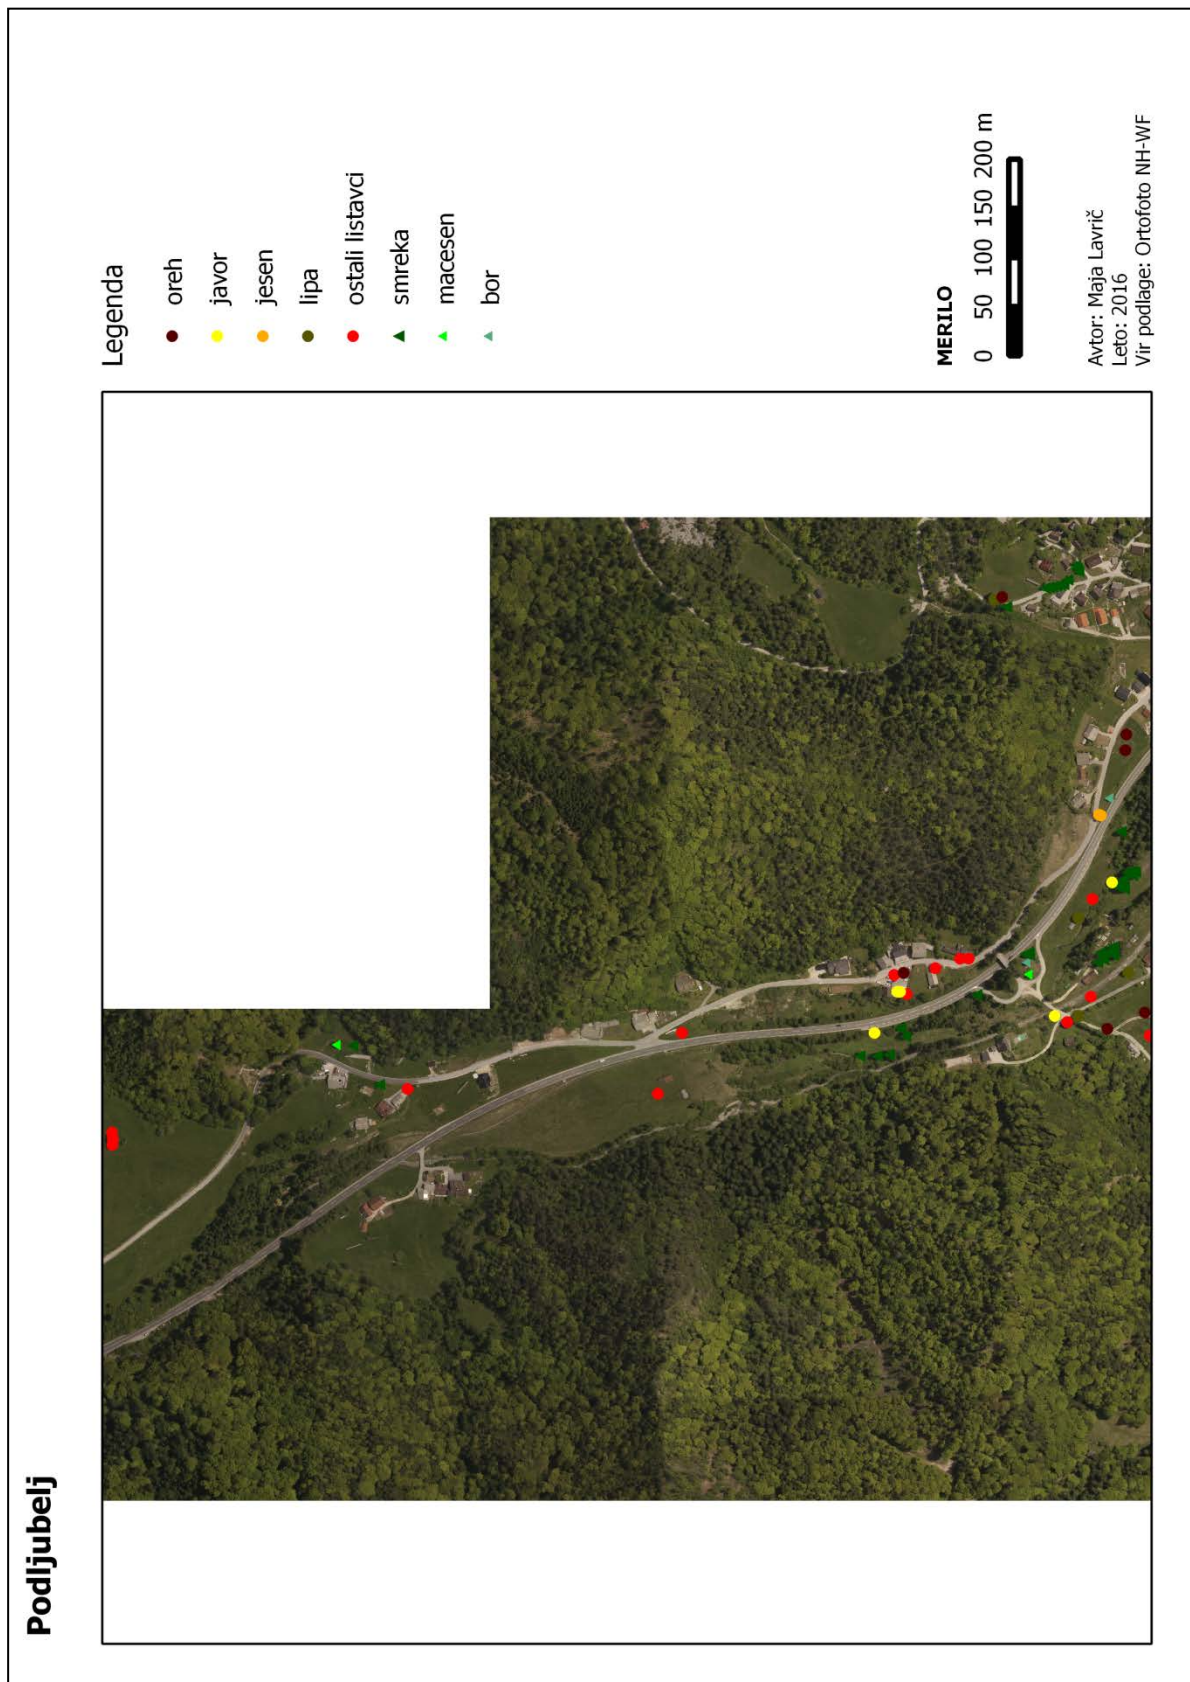 Podljubelj
Legenda
oreh
javor
jesen
lipa
ostali listavci
smreka
macesen
bor
MERILO
0 50 100 150 200 m
Avtor: Maja Lavrič
Leto: 2016
Vir podlage: Ortofoto NH-WF